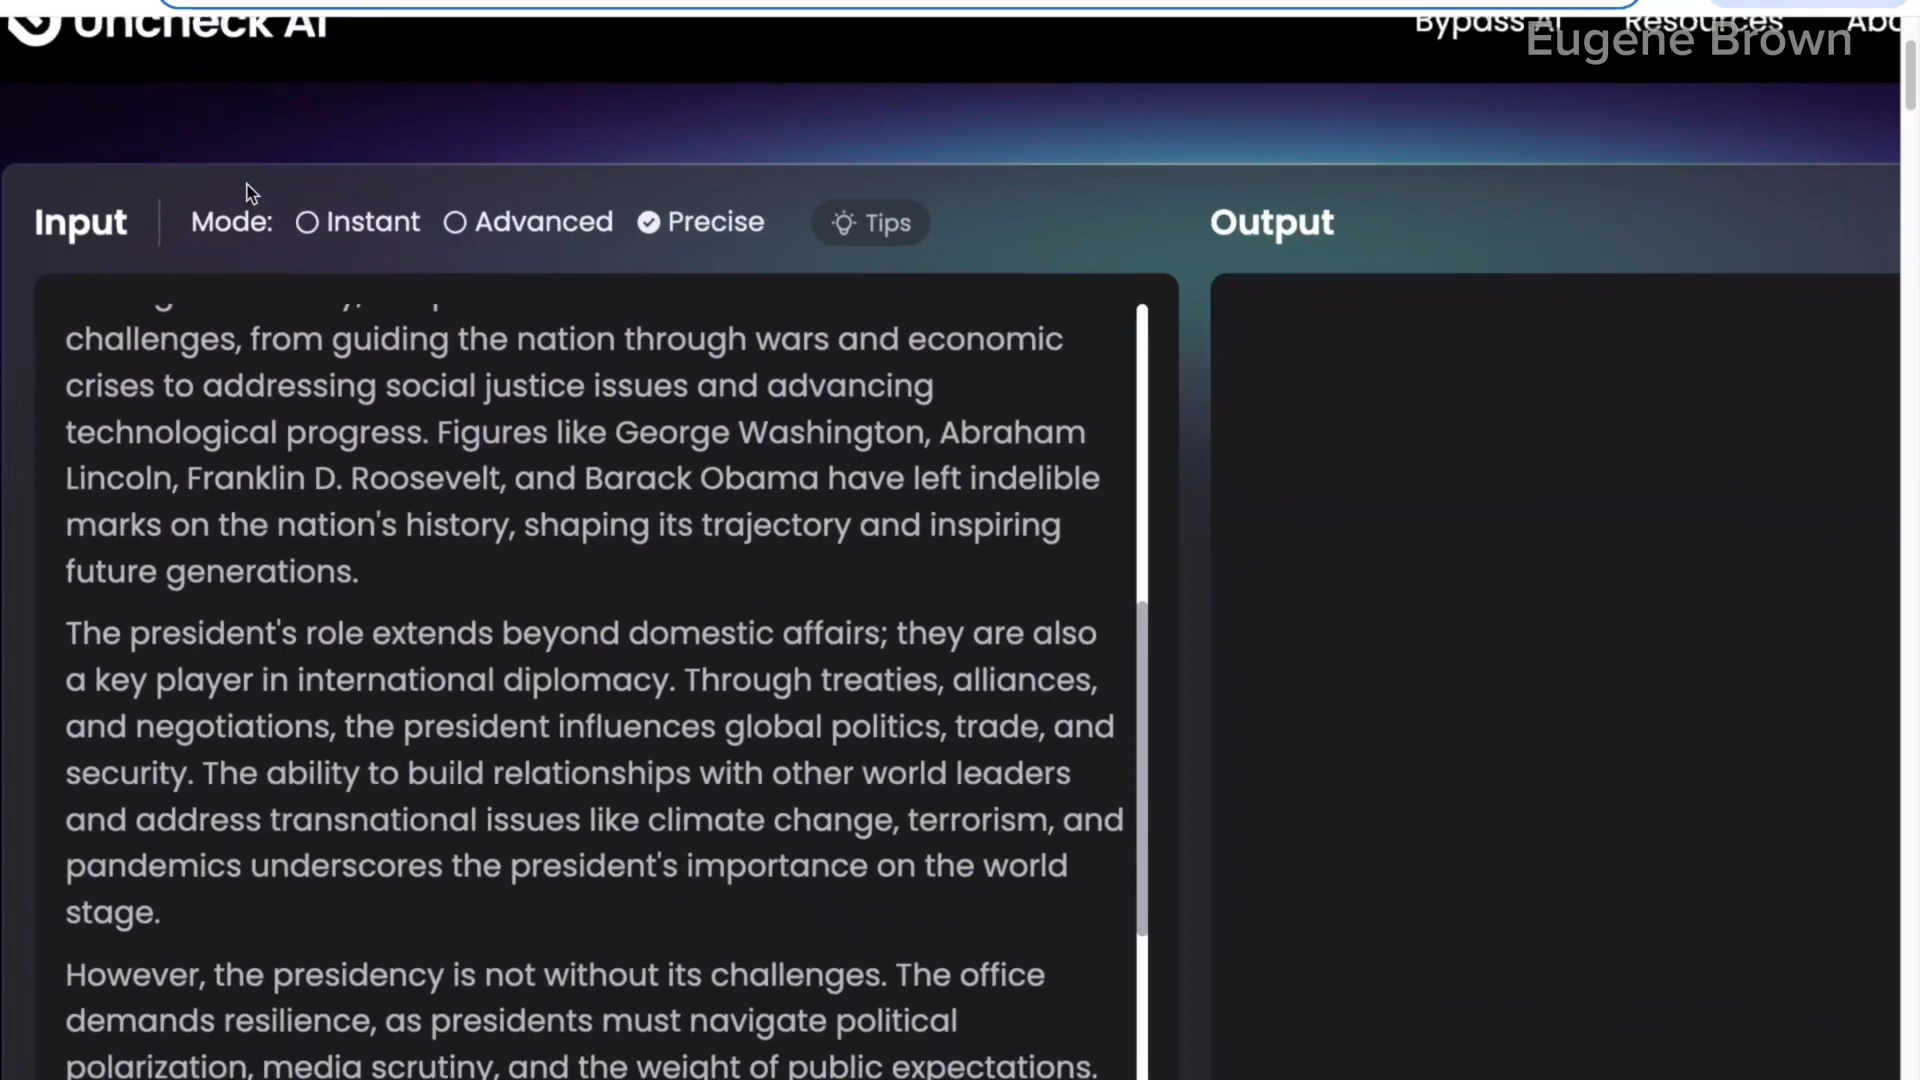 Uncheck AI
Bypass AI Resources
Eugene Brown
Input Mode: Instant Advanced Precise Tips Output
challenges, from guiding the nation through wars and economic
crises to addressing social justice issues and advancing
technological progress. Figures like George Washington, Abraham
Lincoln, Franklin D. Roosevelt, and Barack Obama have left indelible
marks on the nation's history, shaping its trajectory and inspiring
future generations.
The president's role extends beyond domestic affairs; they are also
a key player in international diplomacy. Through treaties, alliances,
and negotiations, the president influences global politics, trade, and
security. The ability to build relationships with other world leaders
and address transnational issues like climate change, terrorism, and
pandemics underscores the president's importance on the world
stage.
However, the presidency is not without its challenges. The office
demands resilience, as presidents must navigate political
polarization, media scrutiny, and the weight of public expectations.